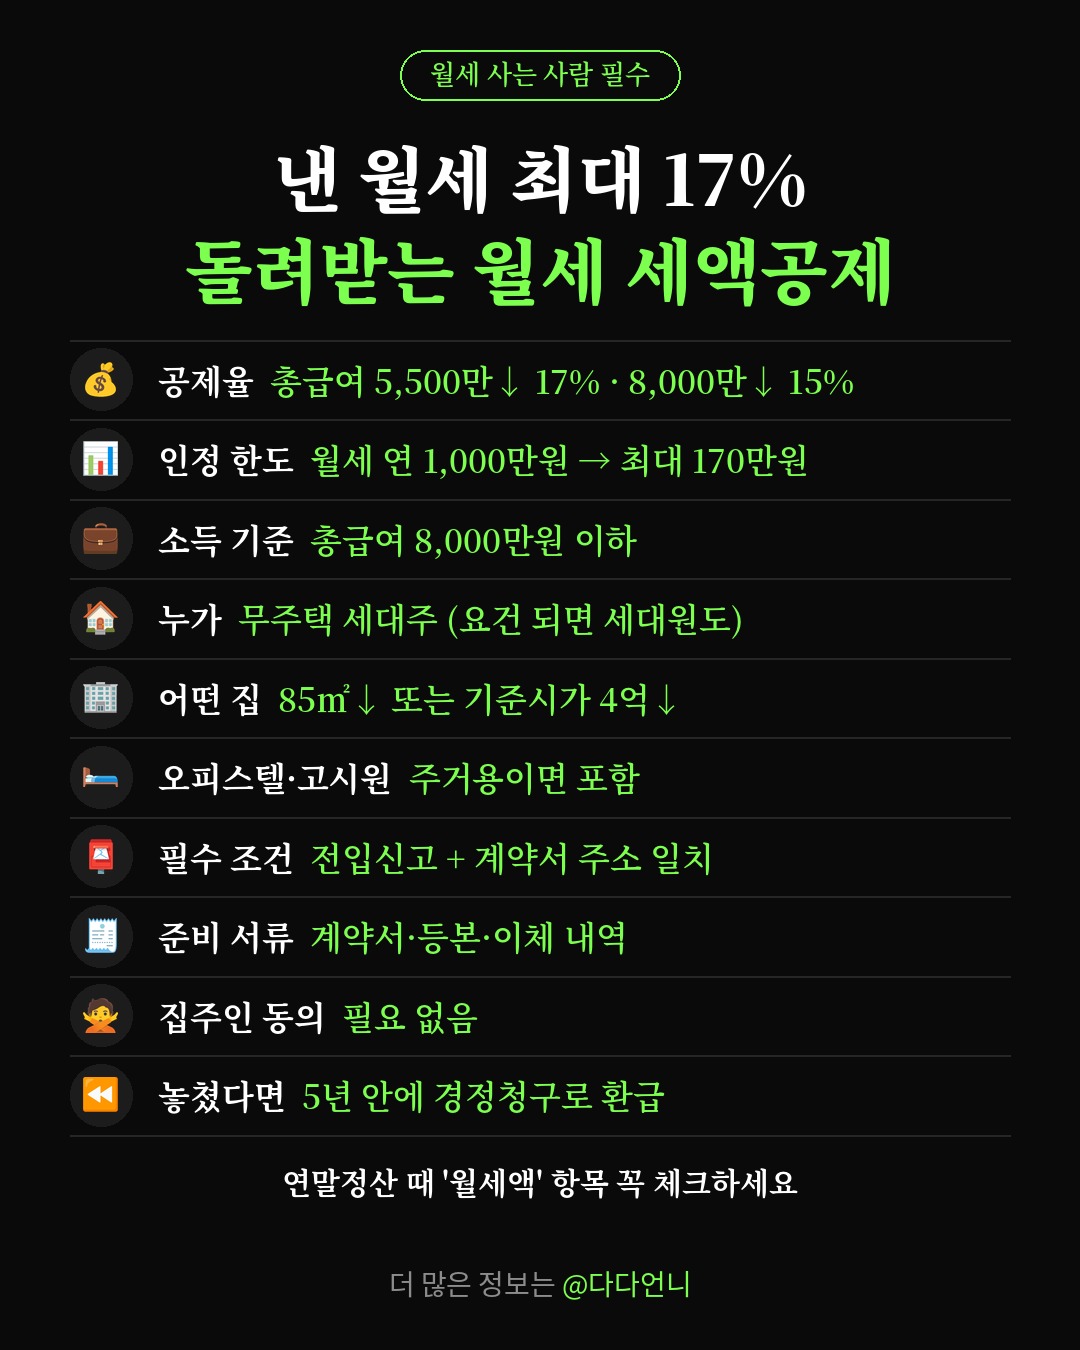 월세 사는 사람 필수
낸 월세 최대 17%
돌려받는 월세 세액공제
공제율 총급여 5,500만↓ 17% · 8,000만↓ 15%
인정 한도 월세 연 1,000만원 → 최대 170만원
소득 기준 총급여 8,000만원 이하
누가 무주택 세대주 (요건 되면 세대원도)
어떤 집 85㎡↓ 또는 기준시가 4억↓
오피스텔·고시원 주거용이면 포함
필수 조건 전입신고 + 계약서 주소 일치
준비 서류 계약서·등본·이체 내역
집주인 동의 필요 없음
놓쳤다면 5년 안에 경정청구로 환급
연말정산 때 '월세액' 항목 꼭 체크하세요
더 많은 정보는 @다다언니